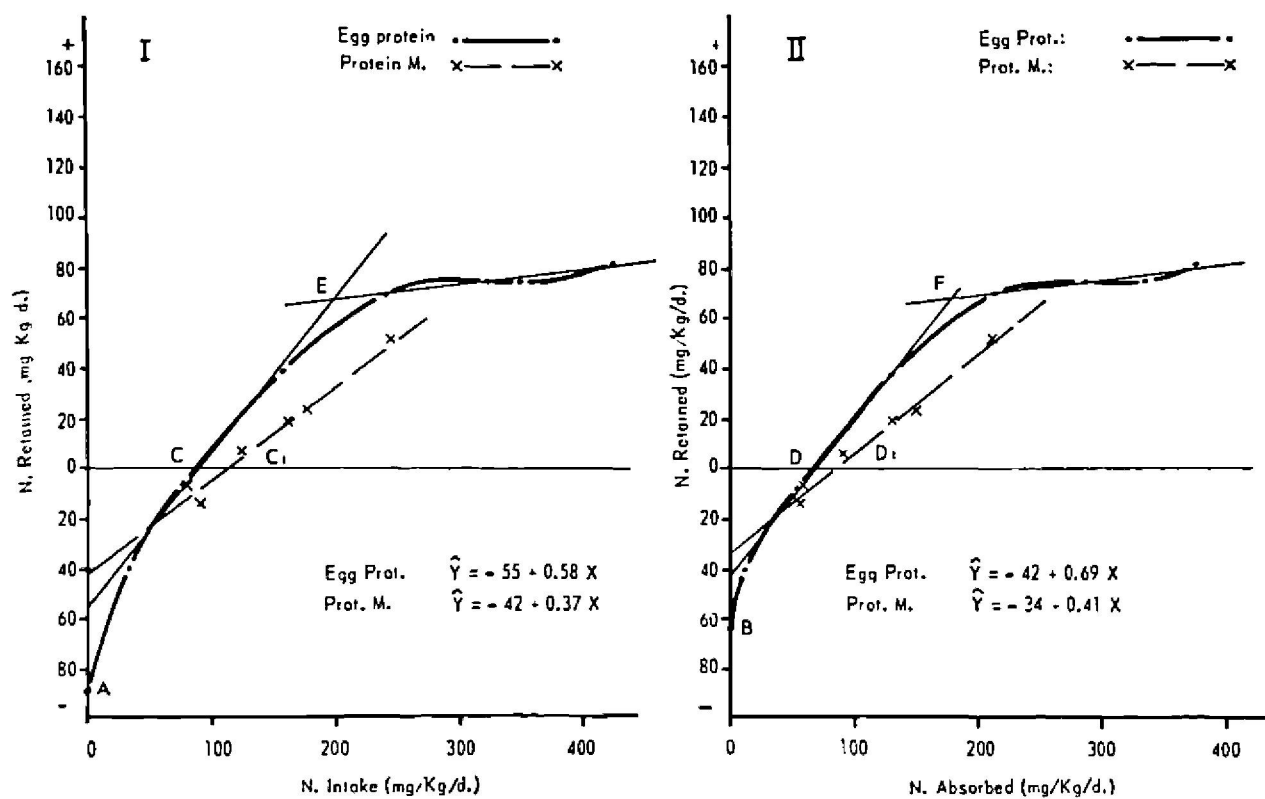 I
Egg protein
Protein M.
+
160
140
120
100
80
60
40
20
0
20
40
60
80
-
N. Retained mg Kg d.)
E
C
C1
A
Egg Prot. Ŷ = - 55 + 0.58 X
Prot. M. Ŷ = - 42 + 0.37 X
0 100 200 300 400
N. Intake (mg/Kg/d.)
II
Egg Prot.:
Prot. M.:
+
160
140
120
100
80
60
40
20
0
20
40
60
80
-
N. Retained (mg/Kg/d.)
F
D
D1
B
Egg Prot. Ŷ = - 42 + 0.69 X
Prot. M. Ŷ = - 34 - 0.41 X
0 100 200 300 400
N. Absorbed (mg/Kg/d.)